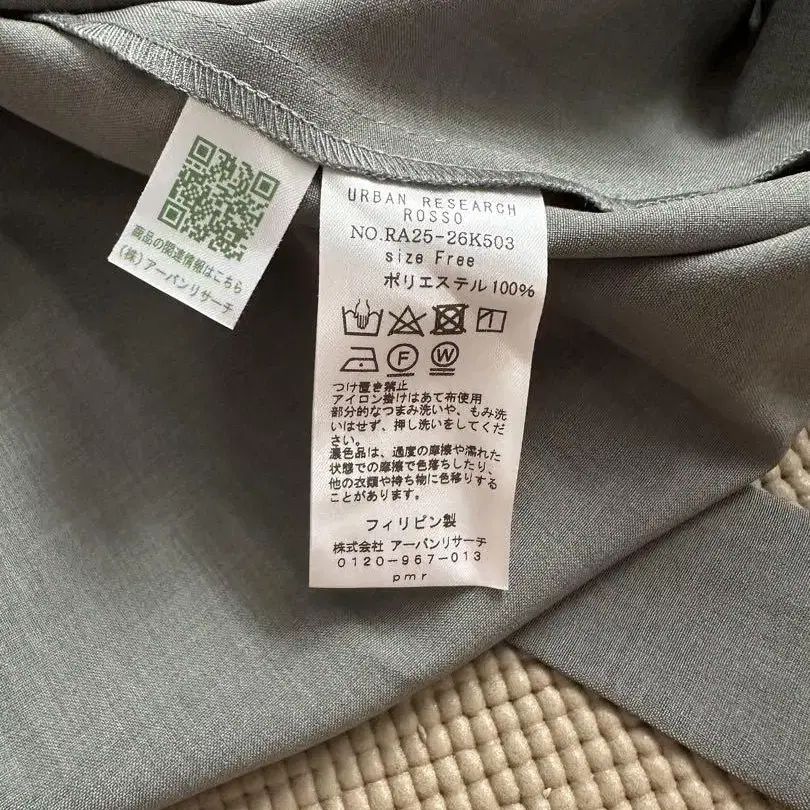 商品の関連情報はこちら
(株)アーバンリサーチ
URBAN RESEARCH
ROSSO
NO.RA25-26K503
size Free
ポリエステル100%
1
F W
つけ置き禁止
アイロン掛けはあて布使用
部分的なつまみ洗いや、もみ洗
いはせず、押し洗いをしてくだ
さい。
濃色品は、過度の摩擦や濡れた
状態での摩擦で色落ちしたり、
他の衣類や持ち物に色移りする
ことがあります。
フィリピン製
株式会社 アーバンリサーチ
0120-967-013
pmr